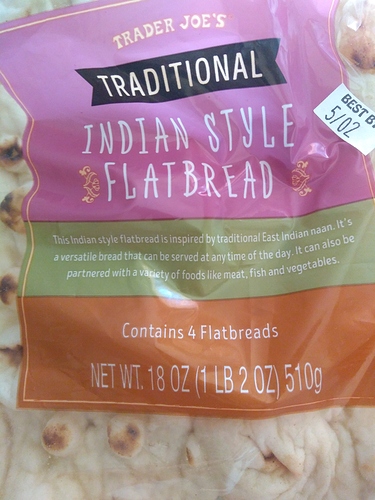 TRADER JOE'S
TRADITIONAL
INDIAN STYLE
FLATBREAD
BEST B
5/02
This Indian style flatbread is inspired by traditional East Indian naan. It's
a versatile bread that can be served at any time of the day. It can also be
partnered with a variety of foods like meat, fish and vegetables.
Contains 4 Flatbreads
NET WT. 18 OZ (1 LB 2 OZ) 510g